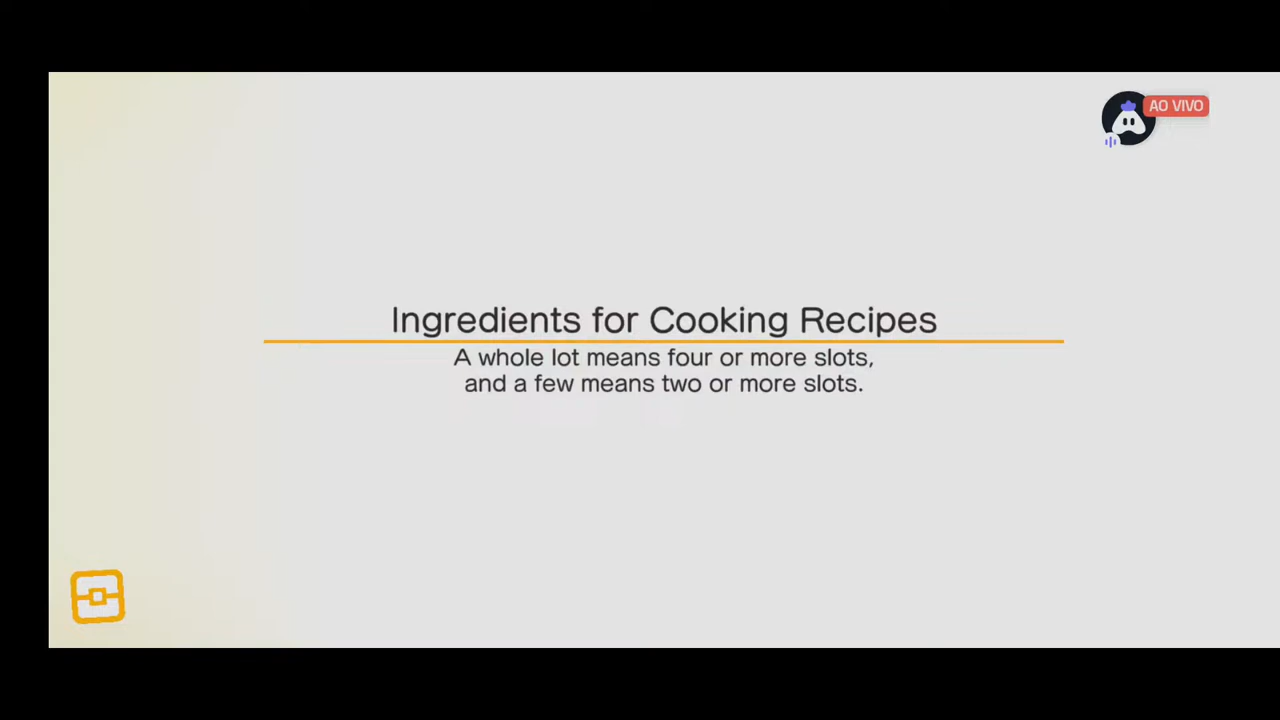 AO VIVO
Ingredients for Cooking Recipes
A whole lot means four or more slots,
and a few means two or more slots.